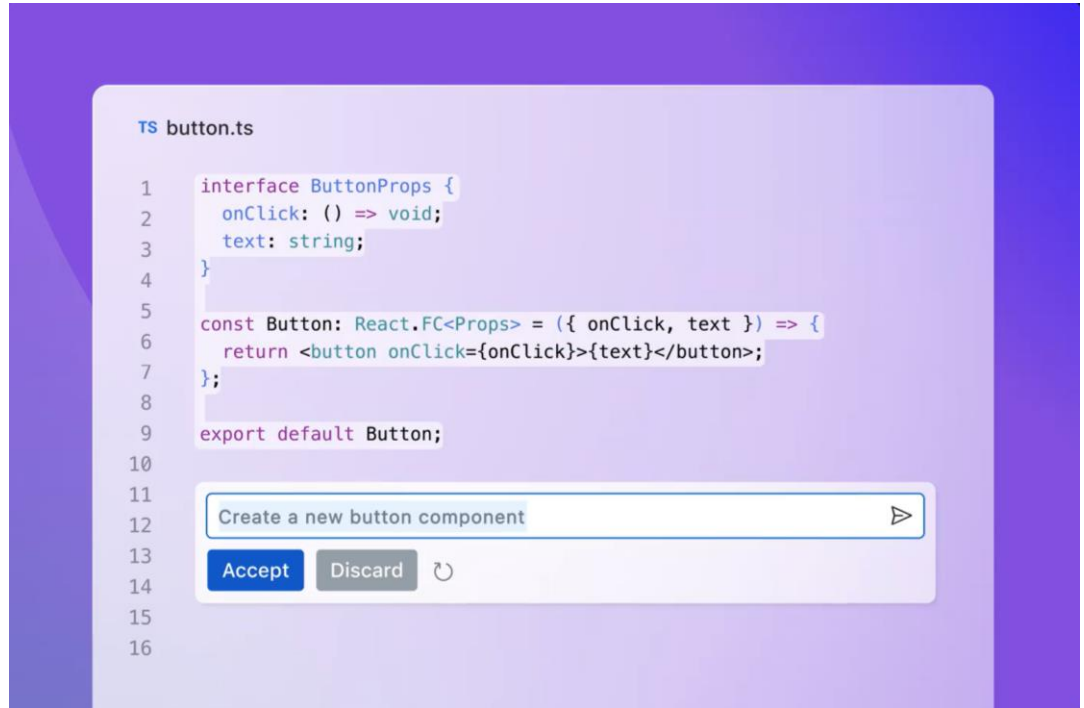 TS button.ts
1 interface ButtonProps {
2 onClick: () => void;
3 text: string;
4 }
5
6 const Button: React.FC<Props> = ({ onClick, text }) => {
7 return <button onClick={onClick}>{text}</button>;
8 };
9
10 export default Button;
11
12 Create a new button component
13
14 Accept Discard
15
16